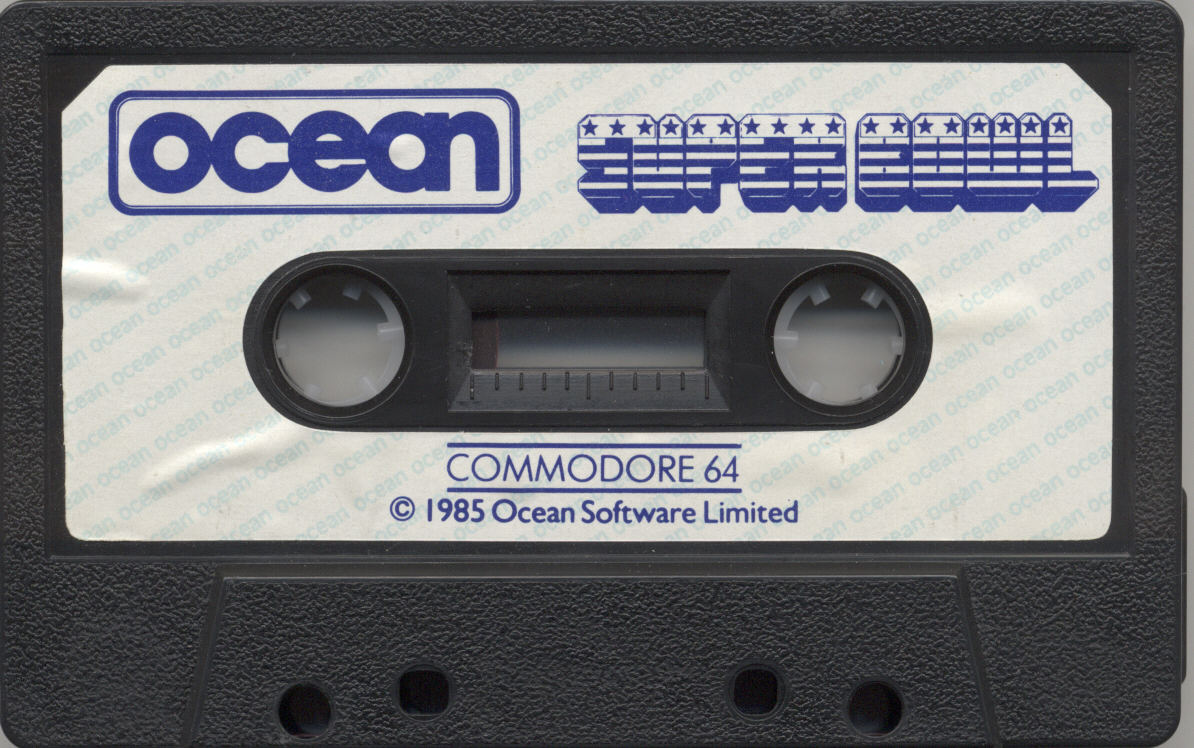 ocean
SUPER BOWL
COMMODORE 64
© 1985 Ocean Software Limited